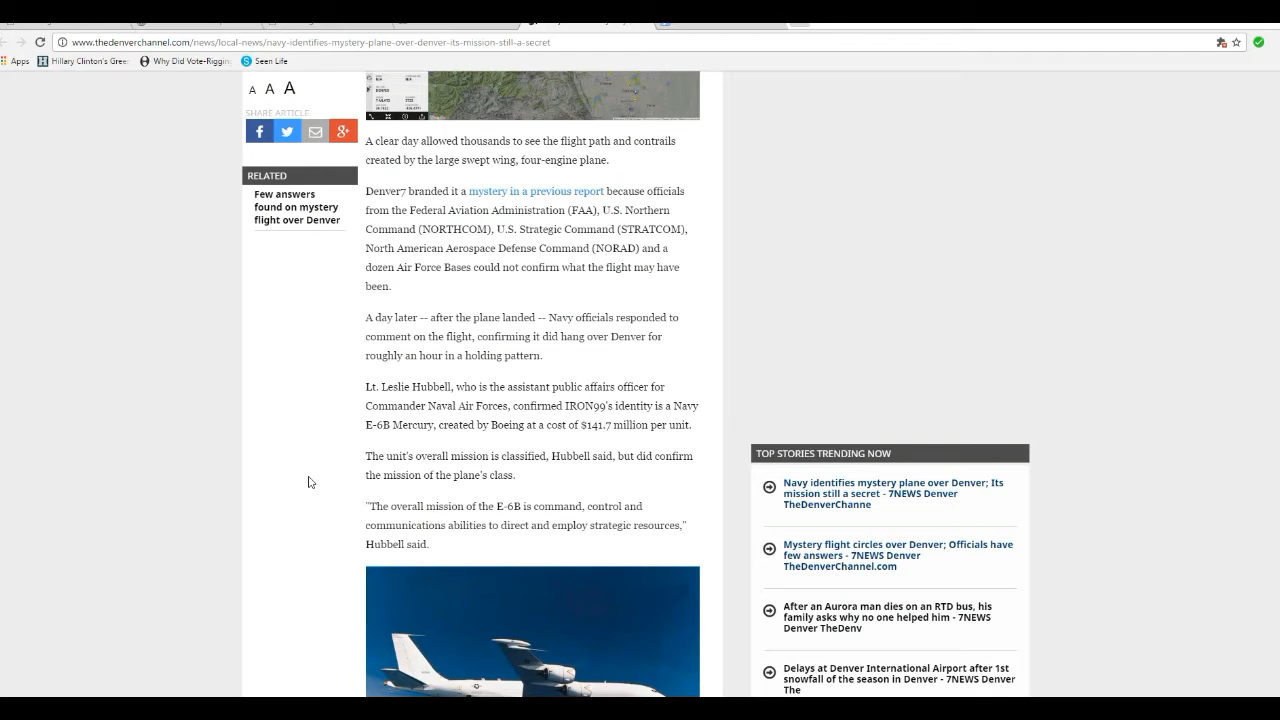 www.thedenverchannel.com/news/local-news/navy-identifies-mystery-plane-over-denver-its-mission-still-a-secret
Apps
Hillary Clinton's Greer
Why Did Vote-Rigging
Seen Life
A A A
SHARE ARTICLE
RELATED
Few answers
found on mystery
flight over Denver
A clear day allowed thousands to see the flight path and contrails
created by the large swept wing, four-engine plane.
Denver7 branded it a mystery in a previous report because officials
from the Federal Aviation Administration (FAA), U.S. Northern
Command (NORTHCOM), U.S. Strategic Command (STRATCOM),
North American Aerospace Defense Command (NORAD) and a
dozen Air Force Bases could not confirm what the flight may have
been.
A day later -- after the plane landed -- Navy officials responded to
comment on the flight, confirming it did hang over Denver for
roughly an hour in a holding pattern.
Lt. Leslie Hubbell, who is the assistant public affairs officer for
Commander Naval Air Forces, confirmed IRON99's identity is a Navy
E-6B Mercury, created by Boeing at a cost of $141.7 million per unit.
The unit's overall mission is classified, Hubbell said, but did confirm
the mission of the plane's class.
"The overall mission of the E-6B is command, control and
communications abilities to direct and employ strategic resources,"
Hubbell said.
TOP STORIES TRENDING NOW
Navy identifies mystery plane over Denver; Its
mission still a secret - 7NEWS Denver
TheDenverChanne
Mystery flight circles over Denver; Officials have
few answers - 7NEWS Denver
TheDenverChannel.com
After an Aurora man dies on an RTD bus, his
family asks why no one helped him - 7NEWS
Denver TheDenv
Delays at Denver International Airport after 1st
snowfall of the season in Denver - 7NEWS Denver
The